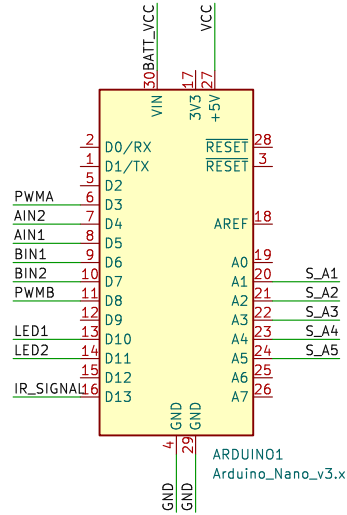 BATT_VCC
VCC
30
17
27
VIN
3V3
+5V
2 D0/RX RESET 28
1 D1/TX RESET 3
5 D2
PWMA 6 D3
AIN2 7 D4 AREF 18
AIN1 8 D5
BIN1 9 D6 A0 19
BIN2 10 D7 A1 20 S_A1
PWMB 11 D8 A2 21 S_A2
12 D9 A3 22 S_A3
LED1 13 D10 A4 23 S_A4
LED2 14 D11 A5 24 S_A5
15 D12 A6 25
IR_SIGNAL 16 D13 A7 26
GND
GND
4
29
ARDUINO1
Arduino_Nano_v3.x
GND
GND